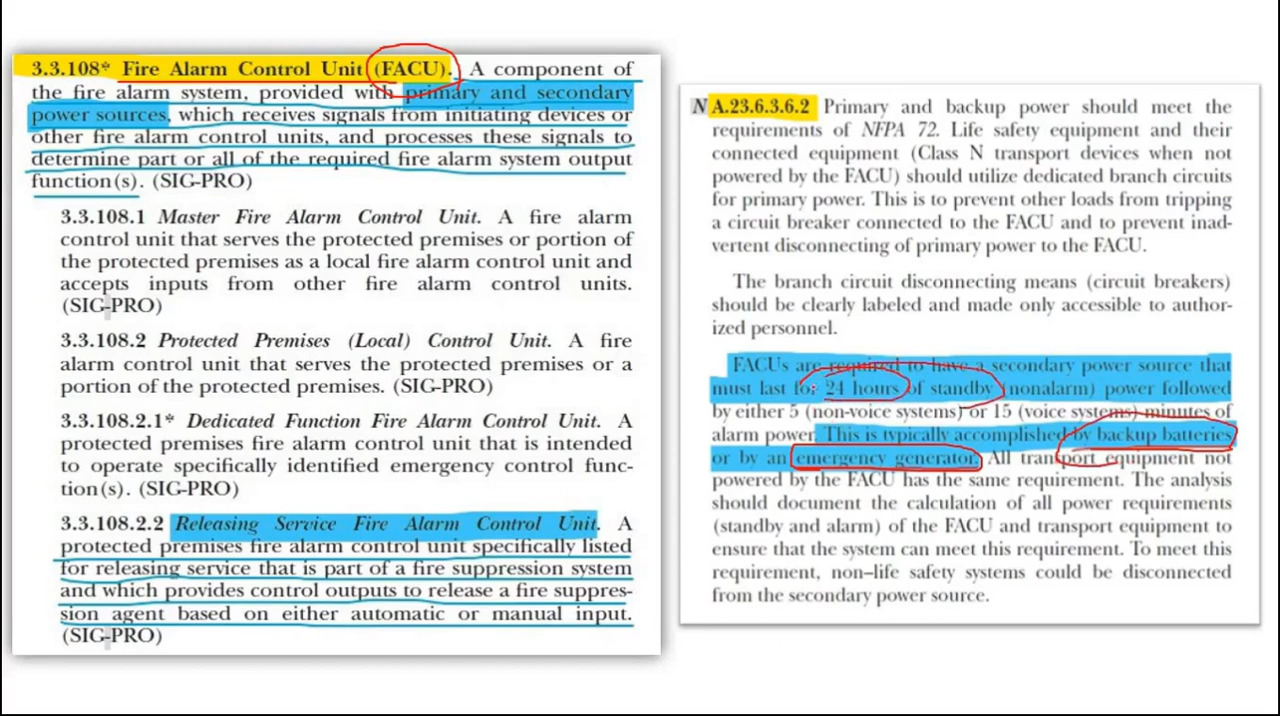 3.3.108* Fire Alarm Control Unit (FACU). A component of
the fire alarm system, provided with primary and secondary
power sources, which receives signals from initiating devices or
other fire alarm control units, and processes these signals to
determine part or all of the required fire alarm system output
function(s). (SIG-PRO)
3.3.108.1 Master Fire Alarm Control Unit. A fire alarm
control unit that serves the protected premises or portion of
the protected premises as a local fire alarm control unit and
accepts inputs from other fire alarm control units.
(SIG-PRO)
3.3.108.2 Protected Premises (Local) Control Unit. A fire
alarm control unit that serves the protected premises or a
portion of the protected premises. (SIG-PRO)
3.3.108.2.1* Dedicated Function Fire Alarm Control Unit. A
protected premises fire alarm control unit that is intended
to operate specifically identified emergency control func-
tion(s). (SIG-PRO)
3.3.108.2.2 Releasing Service Fire Alarm Control Unit. A
protected premises fire alarm control unit specifically listed
for releasing service that is part of a fire suppression system
and which provides control outputs to release a fire suppres-
sion agent based on either automatic or manual input.
(SIG-PRO)
N A.23.6.3.6.2 Primary and backup power should meet the
requirements of NFPA 72. Life safety equipment and their
connected equipment (Class N transport devices when not
powered by the FACU) should utilize dedicated branch circuits
for primary power. This is to prevent other loads from tripping
a circuit breaker connected to the FACU and to prevent inad-
vertent disconnecting of primary power to the FACU.
The branch circuit disconnecting means (circuit breakers)
should be clearly labeled and made only accessible to author-
ized personnel.
FACUs are required to have a secondary power source that
must last for 24 hours of standby (nonalarm) power followed
by either 5 (non-voice systems) or 15 (voice systems) minutes of
alarm power. This is typically accomplished by backup batteries
or by an emergency generator. All transport equipment not
powered by the FACU has the same requirement. The analysis
should document the calculation of all power requirements
(standby and alarm) of the FACU and transport equipment to
ensure that the system can meet this requirement. To meet this
requirement, non–life safety systems could be disconnected
from the secondary power source.